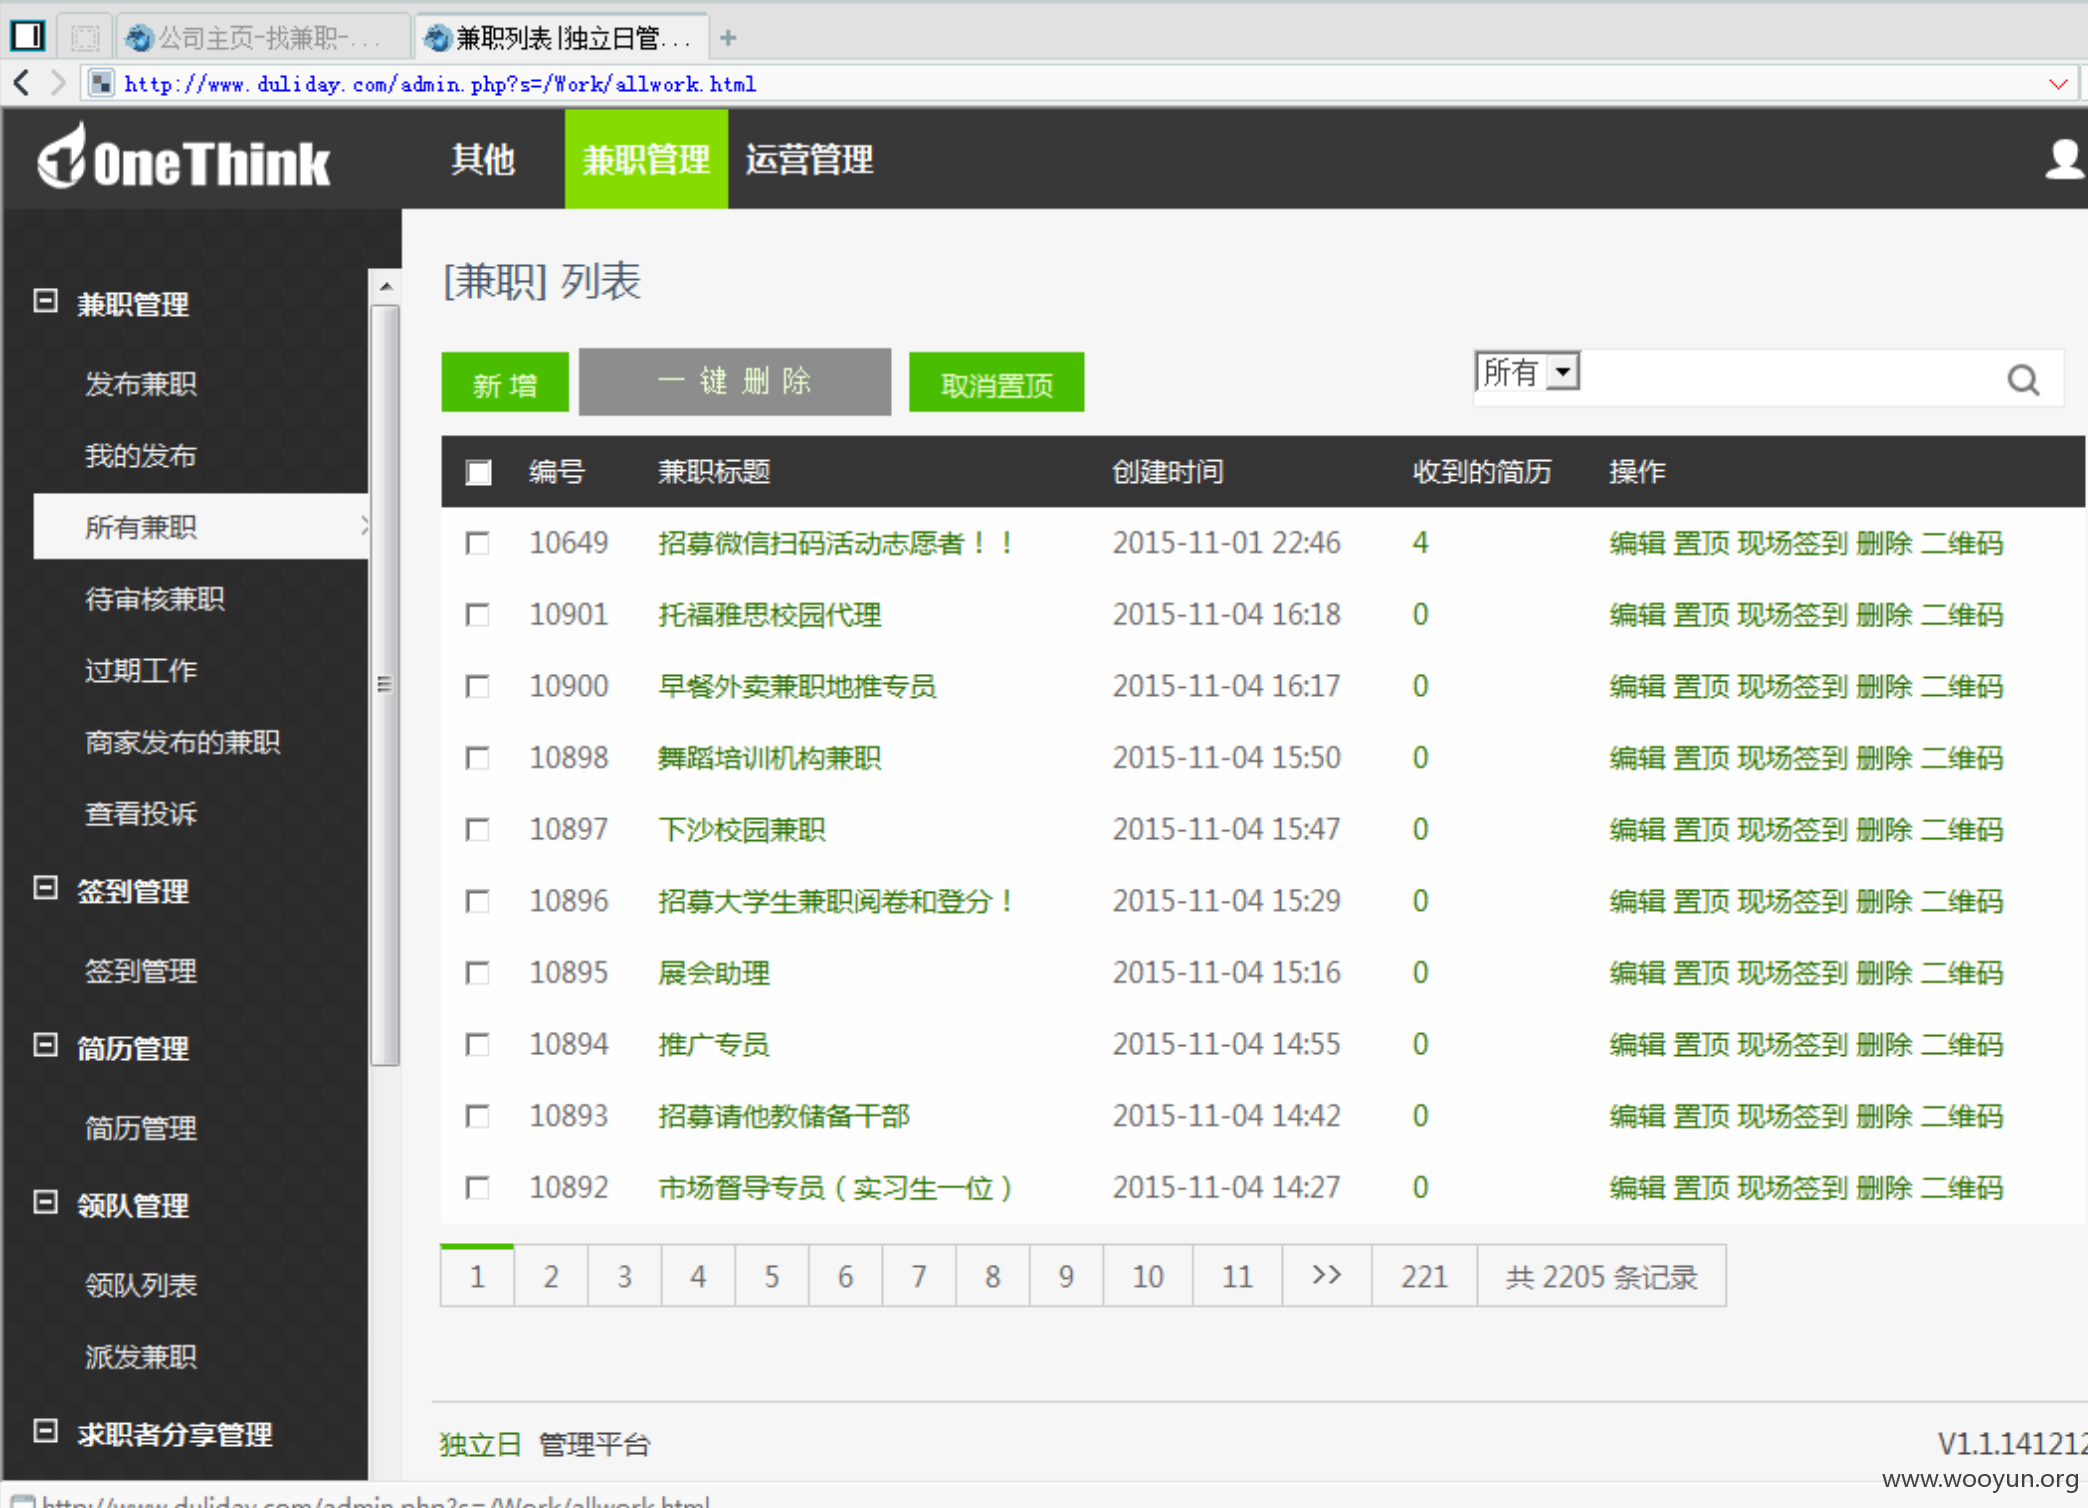 公司主页-找兼职-...
兼职列表 |独立日管...
http://www.duliday.com/admin.php?s=/Work/allwork.html
OneThink
其他 兼职管理 运营管理
兼职管理
发布兼职
我的发布
所有兼职
待审核兼职
过期工作
商家发布的兼职
查看投诉
签到管理
签到管理
简历管理
简历管理
领队管理
领队列表
派发兼职
求职者分享管理
[兼职] 列表
新 增 一 键 删 除 取消置顶 所有
编号 兼职标题 创建时间 收到的简历 操作
10649 招募微信扫码活动志愿者！！ 2015-11-01 22:46 4 编辑 置顶 现场签到 删除 二维码
10901 托福雅思校园代理 2015-11-04 16:18 0 编辑 置顶 现场签到 删除 二维码
10900 早餐外卖兼职地推专员 2015-11-04 16:17 0 编辑 置顶 现场签到 删除 二维码
10898 舞蹈培训机构兼职 2015-11-04 15:50 0 编辑 置顶 现场签到 删除 二维码
10897 下沙校园兼职 2015-11-04 15:47 0 编辑 置顶 现场签到 删除 二维码
10896 招募大学生兼职阅卷和登分！ 2015-11-04 15:29 0 编辑 置顶 现场签到 删除 二维码
10895 展会助理 2015-11-04 15:16 0 编辑 置顶 现场签到 删除 二维码
10894 推广专员 2015-11-04 14:55 0 编辑 置顶 现场签到 删除 二维码
10893 招募请他教储备干部 2015-11-04 14:42 0 编辑 置顶 现场签到 删除 二维码
10892 市场督导专员（实习生一位） 2015-11-04 14:27 0 编辑 置顶 现场签到 删除 二维码
1 2 3 4 5 6 7 8 9 10 11 >> 221 共 2205 条记录
独立日 管理平台 V1.1.141212
www.wooyun.org
http://www.duliday.com/admin.php?s=/Work/allwork.html